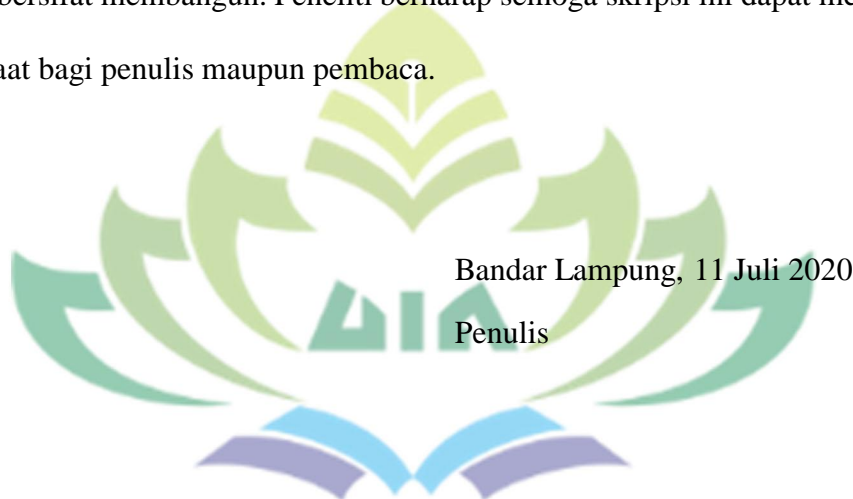 bersifat membangun. Peneliti berharap semoga skripsi ini dapat
aat bagi penulis maupun pembaca.
Bandar Lampung, 11 Juli 2020
Penulis
UIN